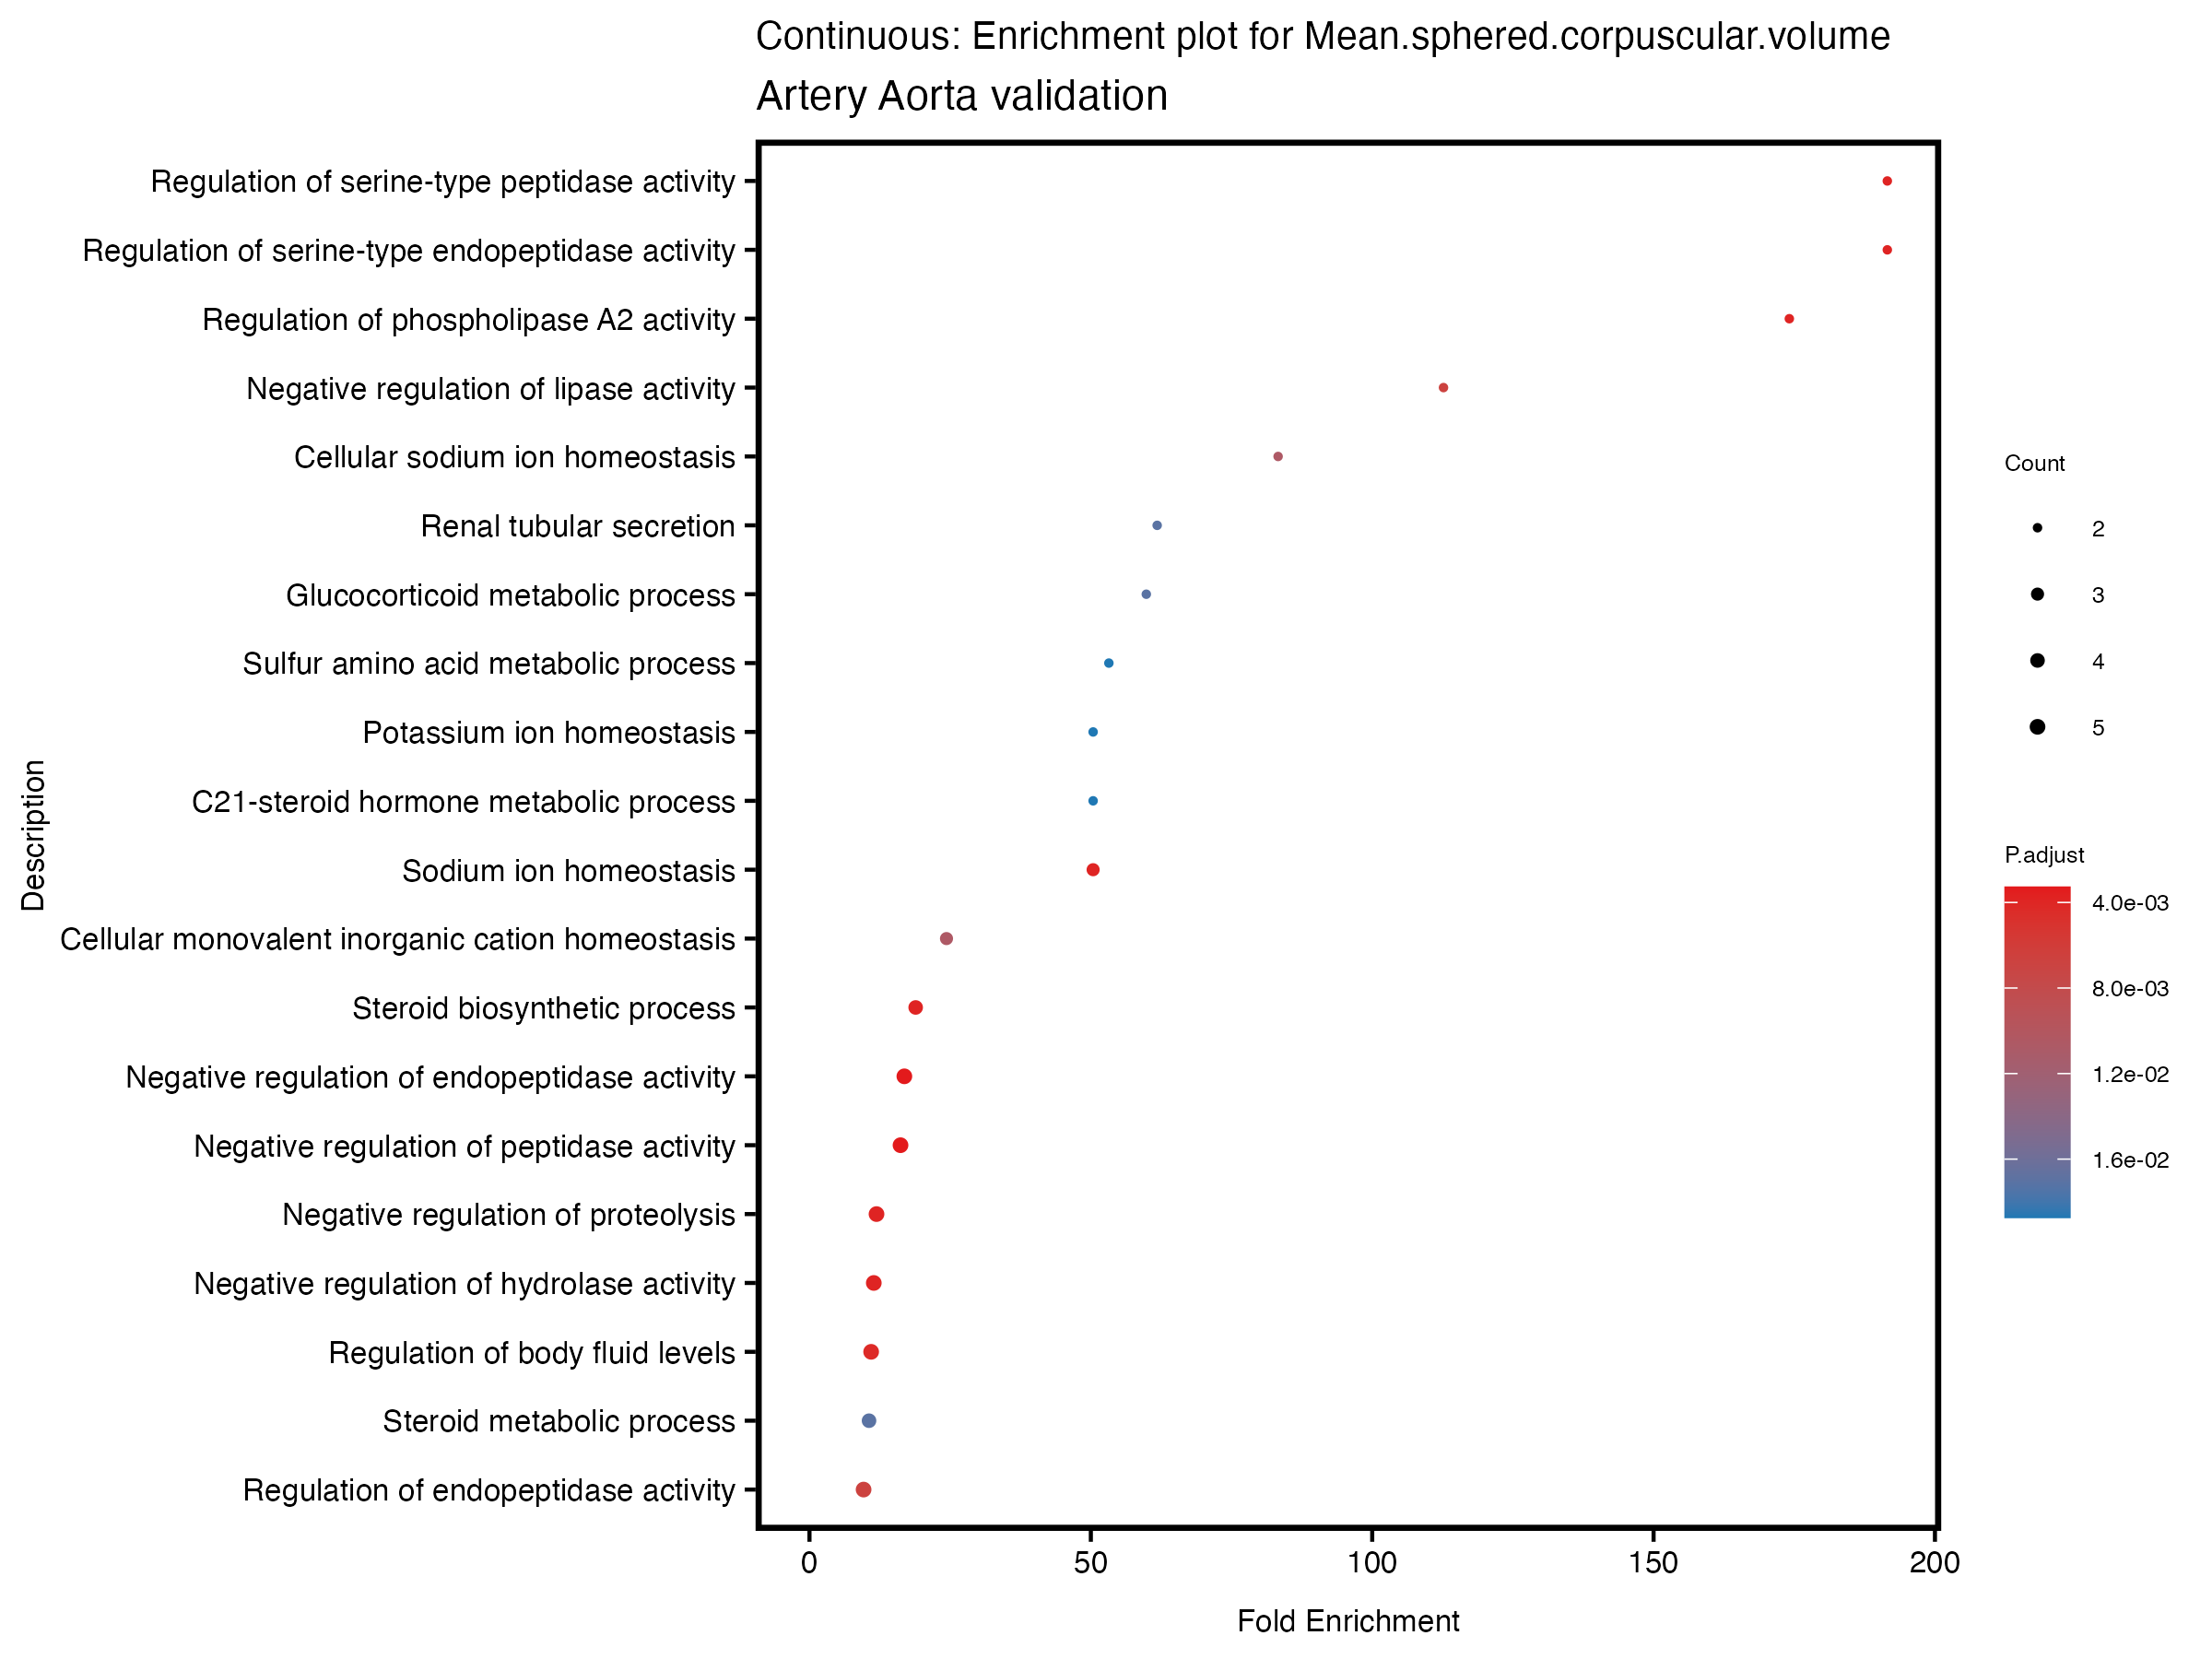 Continuous: Enrichment plot for Mean.sphered.corpuscular.volume
Artery Aorta validation
Regulation of serine-type peptidase activity
Regulation of serine-type endopeptidase activity
Regulation of phospholipase A2 activity
Negative regulation of lipase activity
Cellular sodium ion homeostasis
Renal tubular secretion
Glucocorticoid metabolic process
Sulfur amino acid metabolic process
Potassium ion homeostasis
C21-steroid hormone metabolic process
Sodium ion homeostasis
Cellular monovalent inorganic cation homeostasis
Steroid biosynthetic process
Negative regulation of endopeptidase activity
Negative regulation of peptidase activity
Negative regulation of proteolysis
Negative regulation of hydrolase activity
Regulation of body fluid levels
Steroid metabolic process
Regulation of endopeptidase activity
Description
0 50 100 150 200
Fold Enrichment
Count
2
3
4
5
P.adjust
4.0e-03
8.0e-03
1.2e-02
1.6e-02